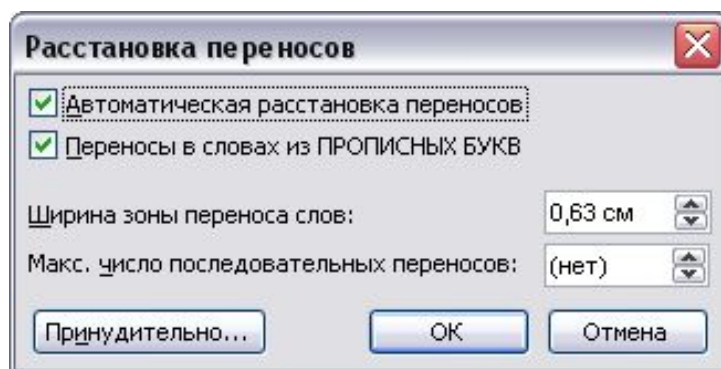 Расстановка переносов
Автоматическая расстановка переносов
Переносы в словах из ПРОПИСНЫХ БУКВ
Ширина зоны переноса слов: 0,63 см
Макс. число последовательных переносов: (нет)
Принудительно... ОК Отмена